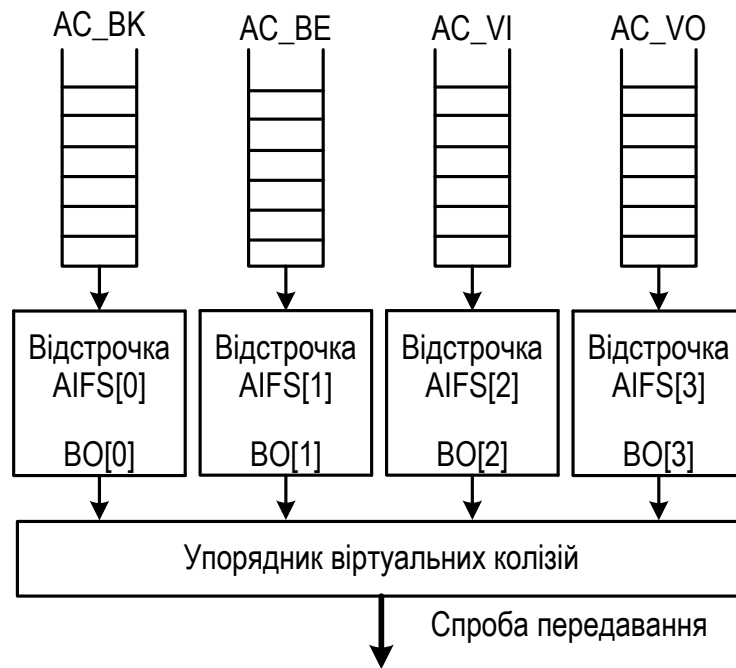 AC_BK AC_BE AC_VI AC_VO
Відстрочка Відстрочка Відстрочка Відстрочка
AIFS[0] AIFS[1] AIFS[2] AIFS[3]
BO[0] BO[1] BO[2] BO[3]
Упорядник віртуальних колізій
Спроба передавання